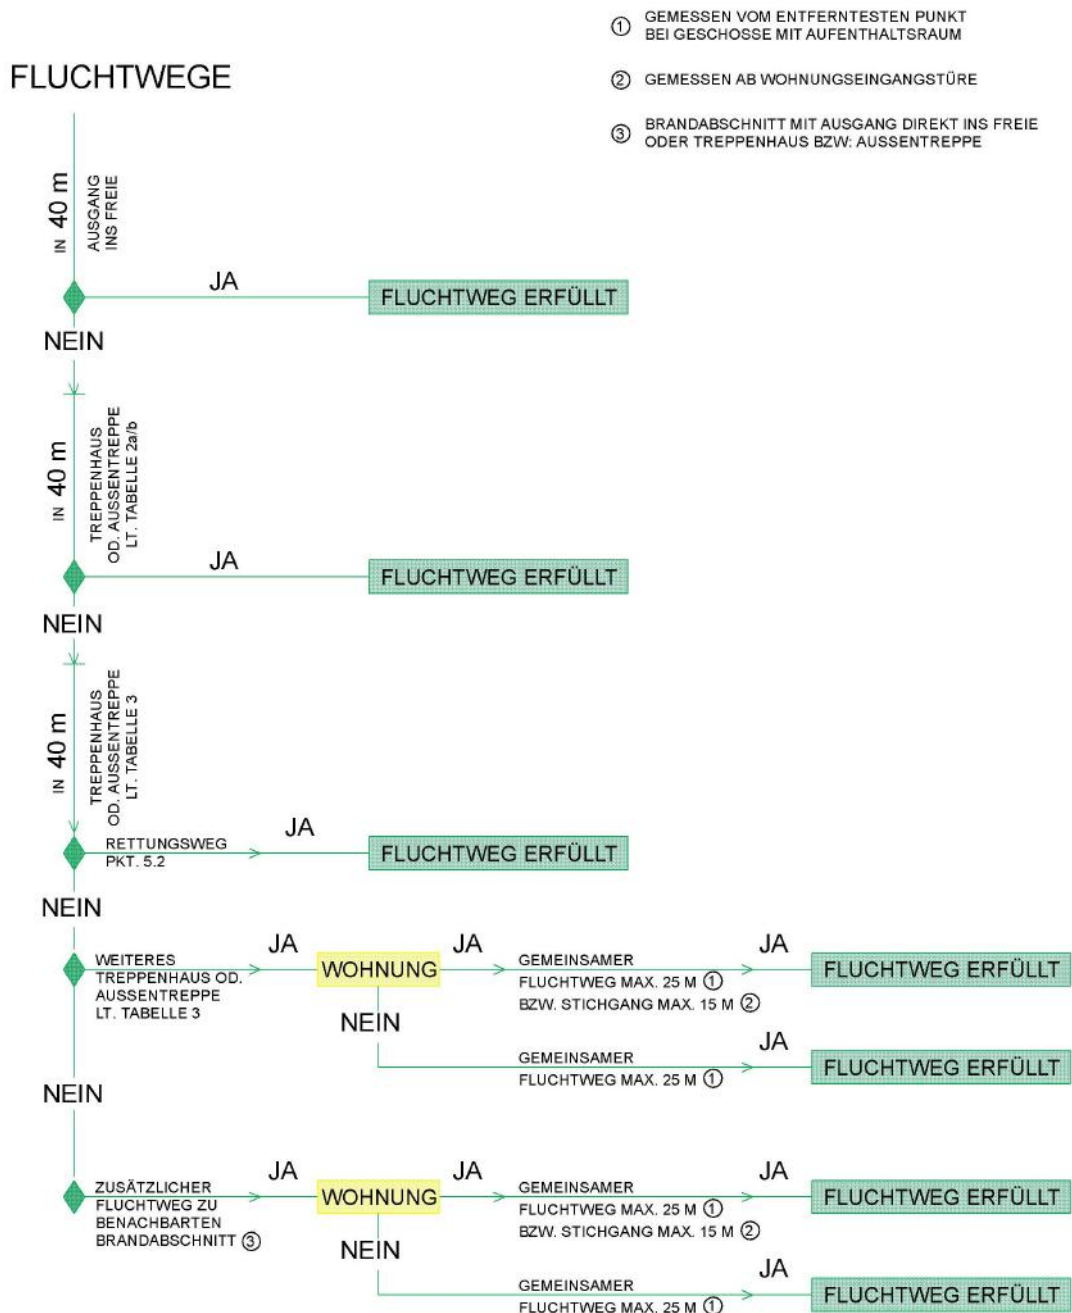 ① GEMESSEN VOM ENTFERNTESTEN PUNKT
BEI GESCHOSSE MIT AUFENTHALTSRAUM
FLUCHTWEGE
② GEMESSEN AB WOHNUNGSEINGANGSTÜRE
③ BRANDABSCHNITT MIT AUSGANG DIREKT INS FREIE
ODER TREPPENHAUS BZW: AUSSENTREPPE
IN 40 m
AUSGANG
INS FREIE
JA
FLUCHTWEG ERFÜLLT
NEIN
IN 40 m
TREPPENHAUS
OD. AUSSENTREPPE
LT. TABELLE 2a/b
JA
FLUCHTWEG ERFÜLLT
NEIN
IN 40 m
TREPPENHAUS
OD. AUSSENTREPPE
LT. TABELLE 3
RETTUNGSWEG
PKT. 5.2
JA
FLUCHTWEG ERFÜLLT
NEIN
WEITERES
TREPPENHAUS OD.
AUSSENTREPPE
LT. TABELLE 3
JA
WOHNUNG
JA
GEMEINSAMER
FLUCHTWEG MAX. 25 M ①
BZW. STICHGANG MAX. 15 M ②
JA
FLUCHTWEG ERFÜLLT
NEIN
GEMEINSAMER
FLUCHTWEG MAX. 25 M ①
JA
FLUCHTWEG ERFÜLLT
NEIN
ZUSÄTZLICHER
FLUCHTWEG ZU
BENACHBARTEN
BRANDABSCHNITT ③
JA
WOHNUNG
JA
GEMEINSAMER
FLUCHTWEG MAX. 25 M ①
BZW. STICHGANG MAX. 15 M ②
JA
FLUCHTWEG ERFÜLLT
NEIN
GEMEINSAMER
FLUCHTWEG MAX. 25 M ①
JA
FLUCHTWEG ERFÜLLT